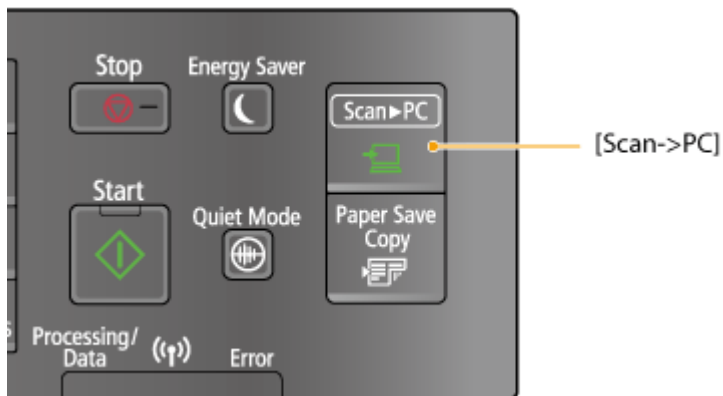 Stop
Energy Saver
Scan▶PC
[Scan->PC]
Start
Quiet Mode
Paper Save
Copy
s
Processing/
Data
Error